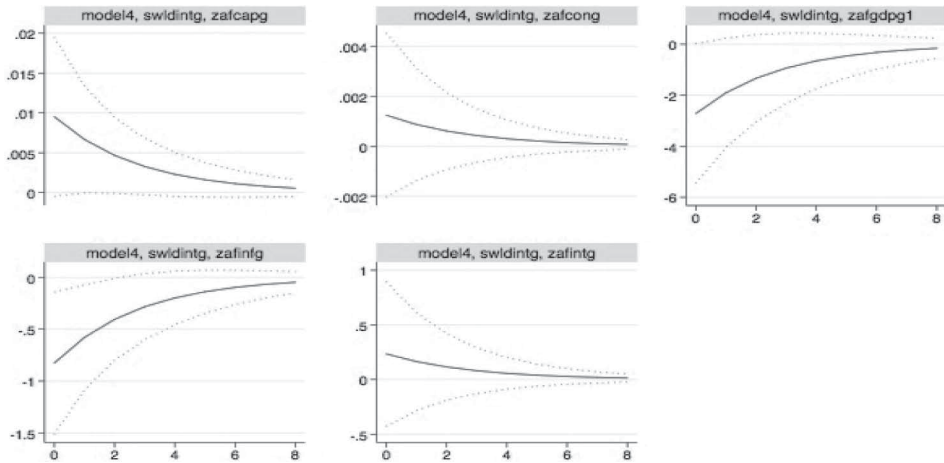 model4, swldintg, zafcapg
model4, swldintg, zafcong
model4, swldintg, zafgdpg1
.02
.015
.01
.005
0
.004
.002
0
-.002
0
-2
-4
-6
0 2 4 6 8
model4, swldintg, zafinfg
model4, swldintg, zafintg
0
-.5
-1
-1.5
0 2 4 6 8
1
.5
0
-.5
0 2 4 6 8